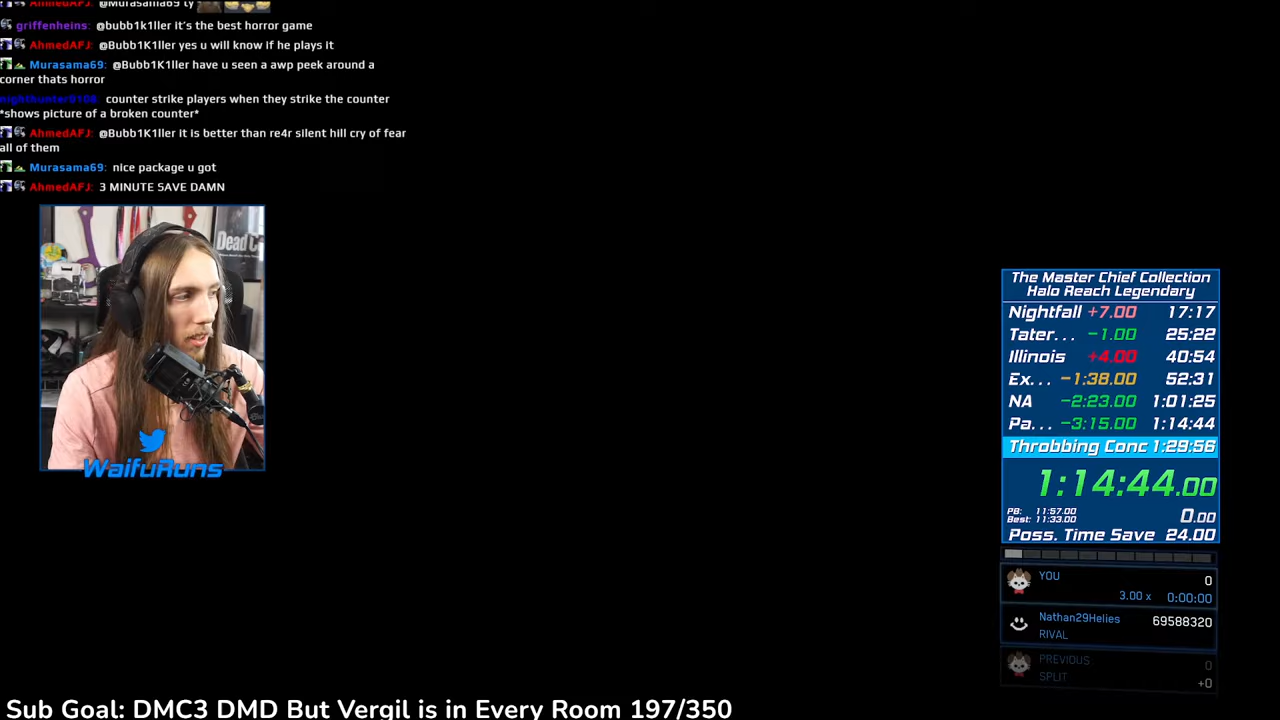 AhmedAFJ: @Murasama69 ty
griffenheins: @bubb1k1ller it's the best horror game
AhmedAFJ: @Bubb1K1ller yes u will know if he plays it
Murasama69: @Bubb1K1ller have u seen a awp peek around a
corner thats horror
nighthunter5108: counter strike players when they strike the counter
*shows picture of a broken counter*
AhmedAFJ: @Bubb1K1ller it is better than re4r silent hill cry of fear
all of them
Murasama69: nice package u got
AhmedAFJ: 3 MINUTE SAVE DAMN
Dead C
WaifuRuns
The Master Chief Collection
Halo Reach Legendary
Nightfall +7.00 17:17
Tater... -1.00 25:22
Illinois +4.00 40:54
Ex... -1:38.00 52:31
NA -2:23.00 1:01:25
Pa... -3:15.00 1:14:44
Throbbing Conc 1:29:56
1:14:44.00
PB: 11:57.00
Best: 11:33.00
0.00
Poss. Time Save 24.00
YOU 0
3.00 x 0:00:00
Nathan29Helies 69588320
RIVAL
PREVIOUS 0
SPLIT +0
Sub Goal: DMC3 DMD But Vergil is in Every Room 197/350